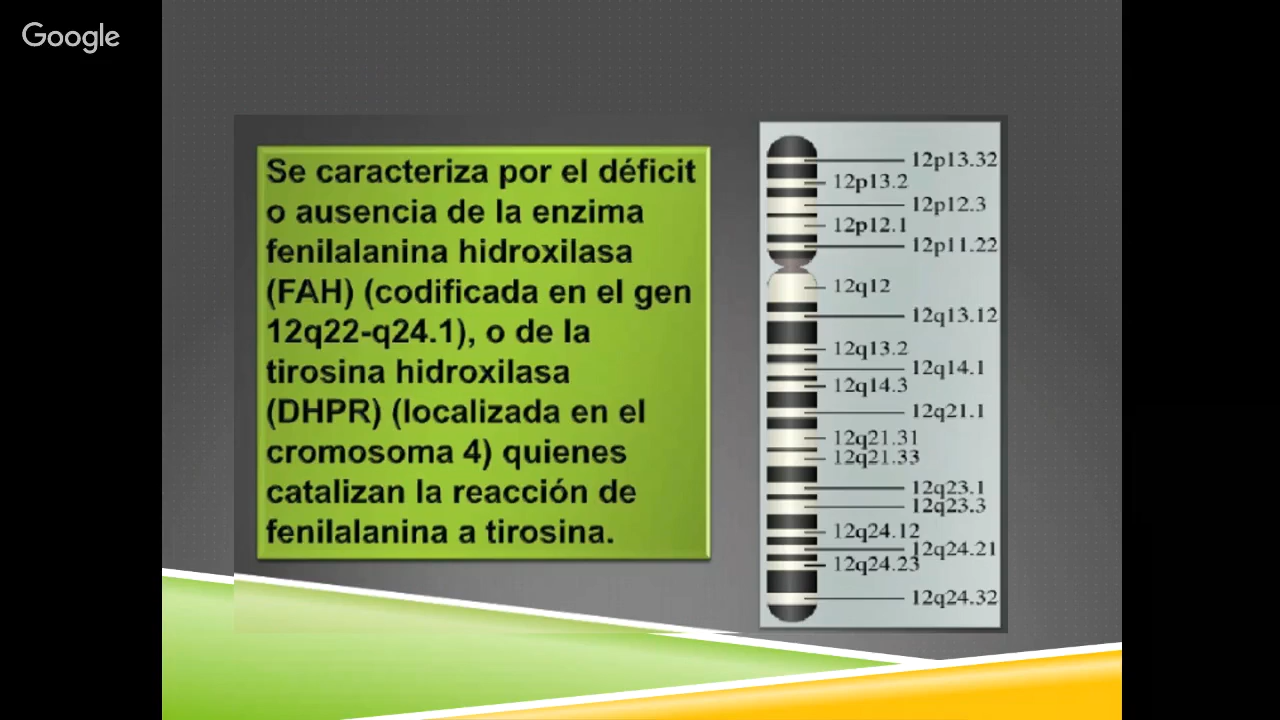 Google
Se caracteriza por el déficit
o ausencia de la enzima
fenilalanina hidroxilasa
(FAH) (codificada en el gen
12q22-q24.1), o de la
tirosina hidroxilasa
(DHPR) (localizada en el
cromosoma 4) quienes
catalizan la reacción de
fenilalanina a tirosina.
12p13.32
12p13.2
12p12.3
12p12.1
12p11.22
12q12
12q13.12
12q13.2
12q14.1
12q14.3
12q21.1
12q21.31
12q21.33
12q23.1
12q23.3
12q24.12
12q24.21
12q24.23
12q24.32